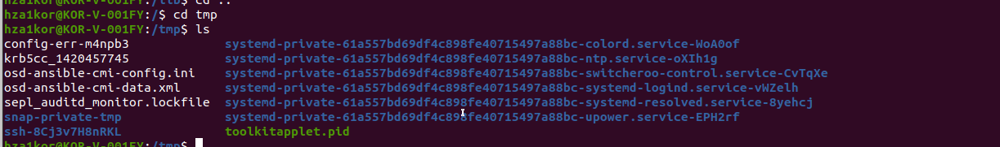 hza1kor@KOR-V-001FY:/lib$ cd ..
hza1kor@KOR-V-001FY:/$ cd tmp
hza1kor@KOR-V-001FY:/tmp$ ls
config-err-m4npb3 systemd-private-61a557bd69df4c898fe40715497a88bc-colord.service-WoA0of
krb5cc_1420457745 systemd-private-61a557bd69df4c898fe40715497a88bc-ntp.service-oXIh1g
osd-ansible-cmi-config.ini systemd-private-61a557bd69df4c898fe40715497a88bc-switcheroo-control.service-CvTqXe
osd-ansible-cmi-data.xml systemd-private-61a557bd69df4c898fe40715497a88bc-systemd-logind.service-vWZelh
sepl_auditd_monitor.lockfile systemd-private-61a557bd69df4c898fe40715497a88bc-systemd-resolved.service-8yehcj
snap-private-tmp systemd-private-61a557bd69df4c898fe40715497a88bc-upower.service-EPH2rf
ssh-8Cj3v7H8nRKL toolkitapplet.pid
hza1kor@KOR-V-001FY:/tmp$